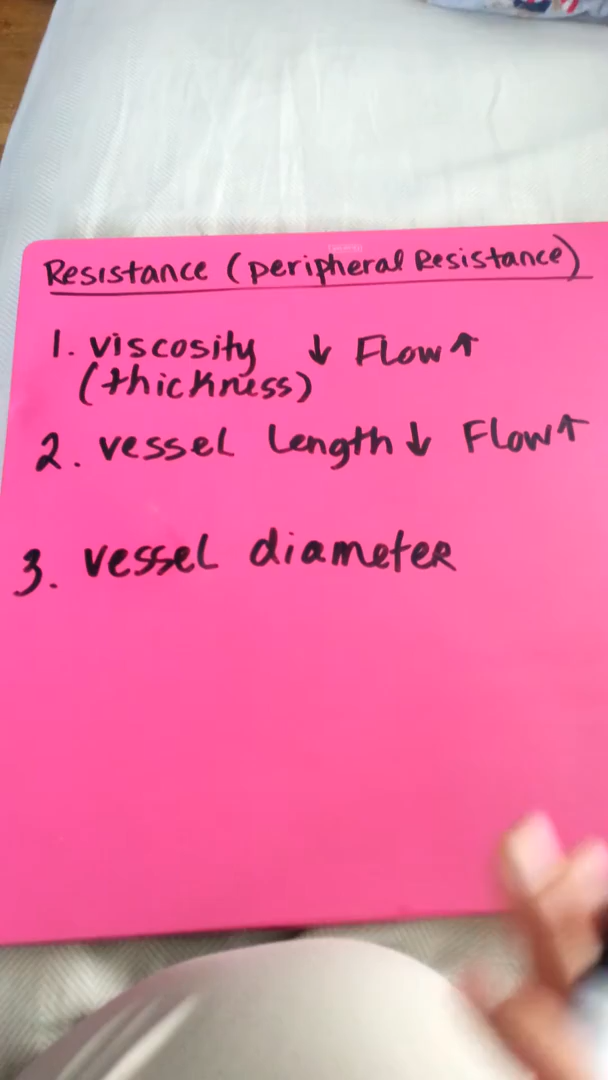 Resistance (peripheral Resistance)
1. viscosity ↓ Flow ↑
(thickness)
2. vessel length ↓ Flow ↑
3. vessel diameter